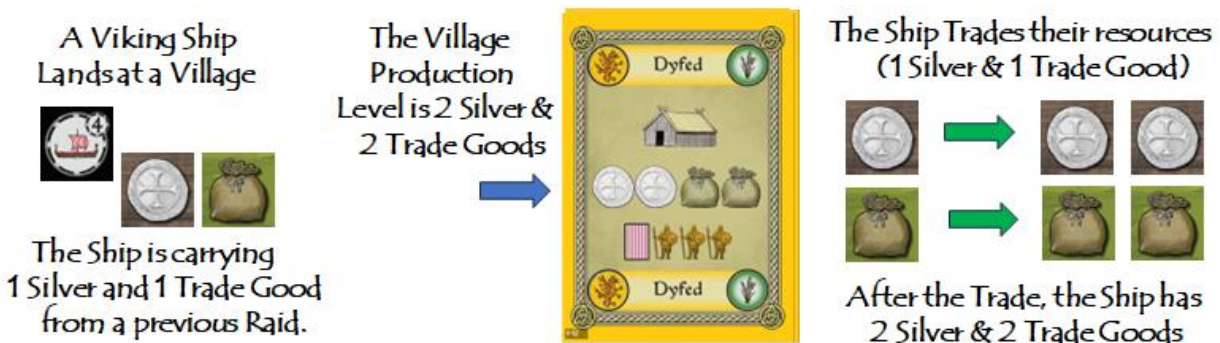 A Viking Ship
Lands at a Village
4
The Ship is carrying
1 Silver and 1 Trade Good
from a previous Raid.
The Village
Production
Level is 2 Silver &
2 Trade Goods
Dyfed
Dyfed
The Ship Trades their resources
(1 Silver & 1 Trade Good)
After the Trade, the Ship has
2 Silver & 2 Trade Goods